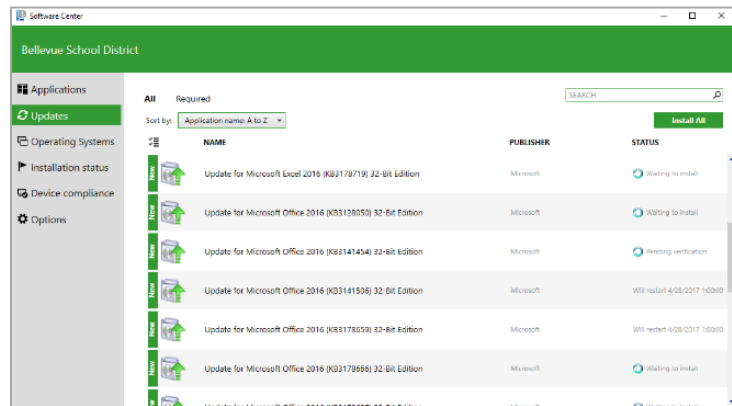 Software Center
Bellevue School District
Applications
Updates
Operating Systems
Installation status
Device compliance
Options
All Required
SEARCH
Sort by: Application name: A to Z
Install All
NAME PUBLISHER STATUS
New Update for Microsoft Excel 2016 (KB3178719) 32-Bit Edition Microsoft Waiting to install
New Update for Microsoft Office 2016 (KB3128050) 32-Bit Edition Microsoft Waiting to install
New Update for Microsoft Office 2016 (KB3141454) 32-Bit Edition Microsoft Pending verification
New Update for Microsoft Office 2016 (KB3141506) 32-Bit Edition Microsoft Will restart 4/28/2017 1:00:00
New Update for Microsoft Office 2016 (KB3178659) 32-Bit Edition Microsoft Will restart 4/28/2017 1:00:00
New Update for Microsoft Office 2016 (KB3178666) 32-Bit Edition Microsoft Waiting to install